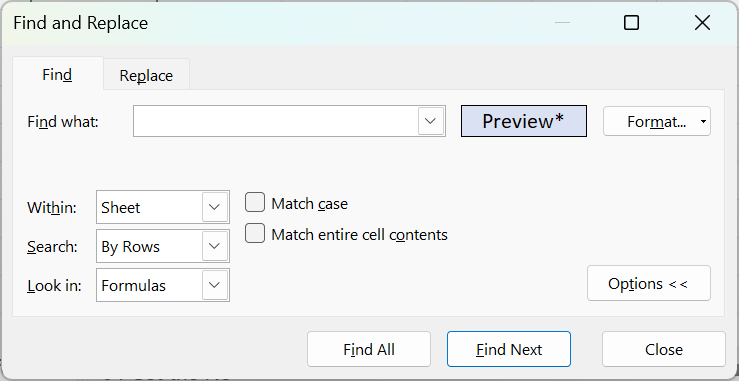 Find and Replace
Find
Replace
Find what:
Preview*
Format...
Within:
Sheet
Match case
Search:
By Rows
Match entire cell contents
Look in:
Formulas
Options <<
Find All
Find Next
Close